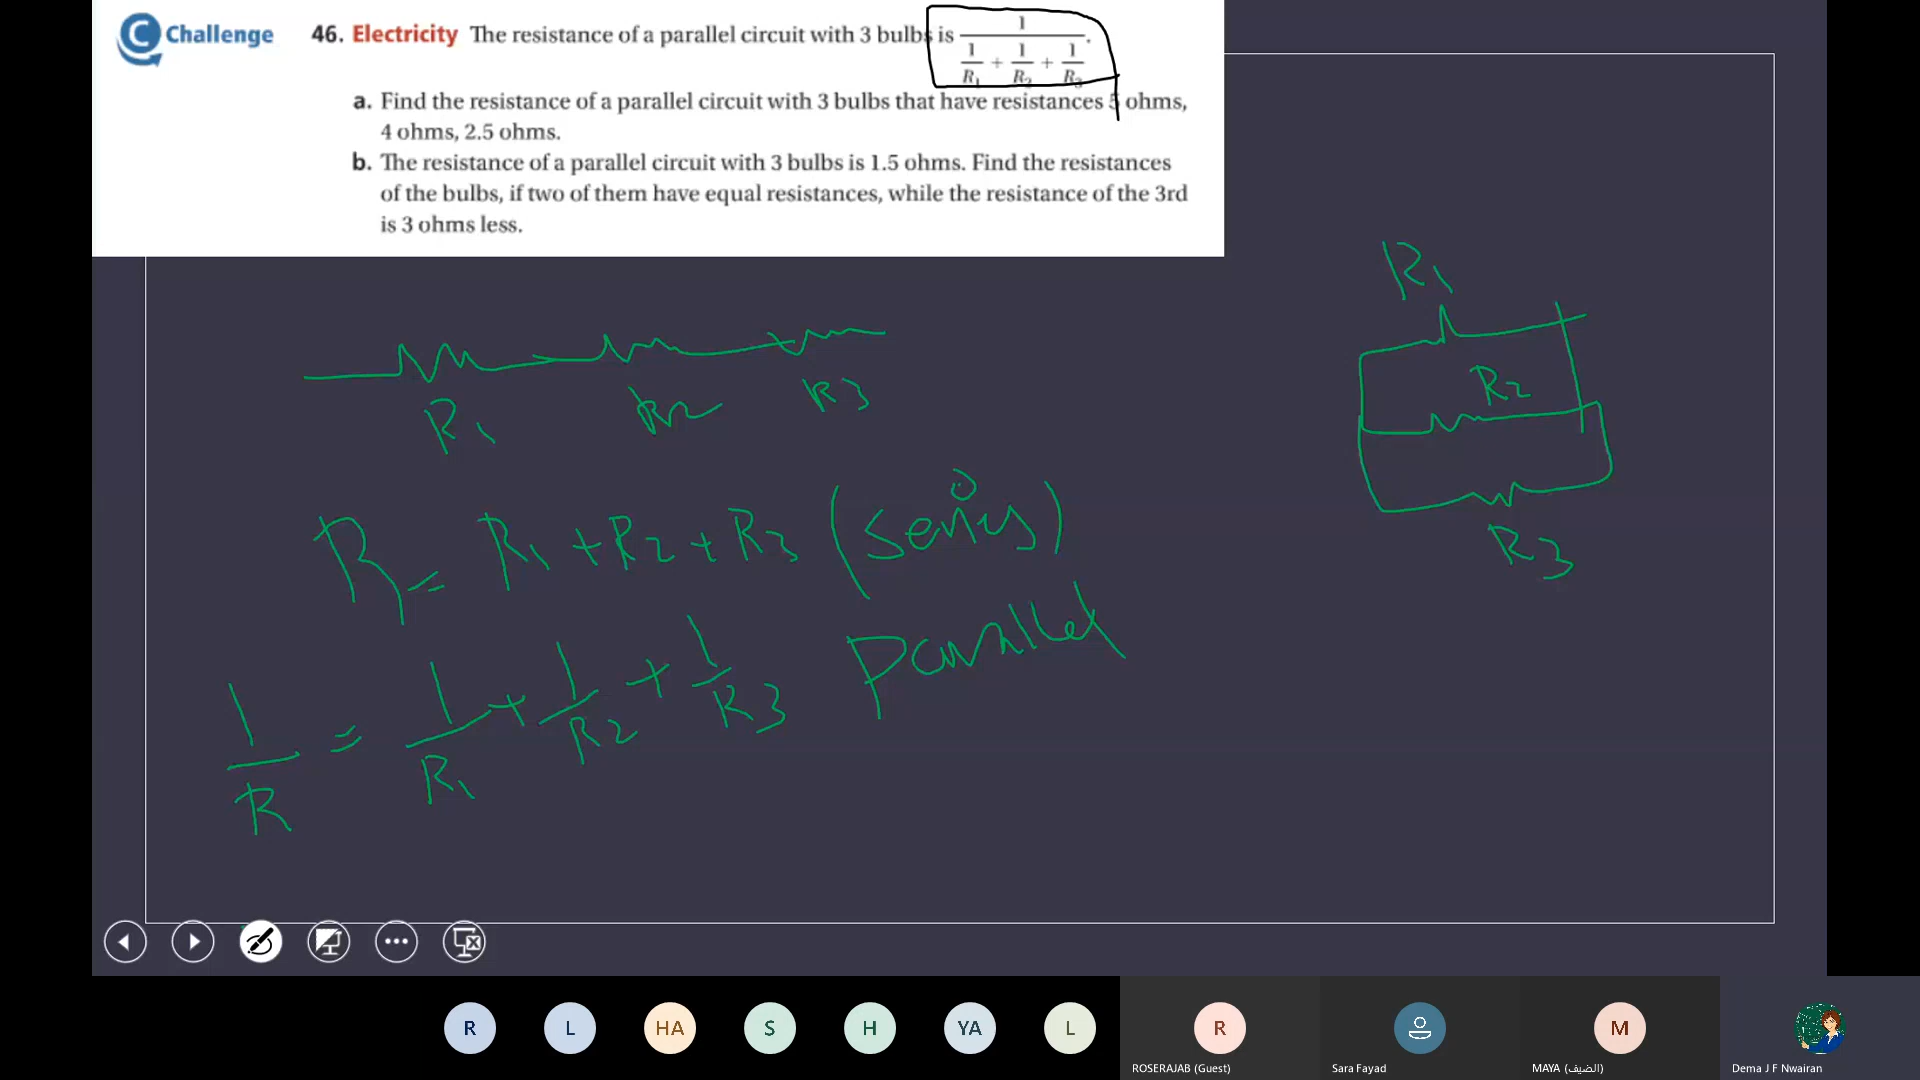 Challenge 46. Electricity The resistance of a parallel circuit with 3 bulbs is 1 / (1/R₁ + 1/R₂ + 1/R₃).
a. Find the resistance of a parallel circuit with 3 bulbs that have resistances 5 ohms,
4 ohms, 2.5 ohms.
b. The resistance of a parallel circuit with 3 bulbs is 1.5 ohms. Find the resistances
of the bulbs, if two of them have equal resistances, while the resistance of the 3rd
is 3 ohms less.
R1
R2
R3
R1 R2 R3
R = R1 + R2 + R3 (Series)
1/R = 1/R1 + 1/R2 + 1/R3 Parallel
R L HA S H YA L R M
ROSERAJAB (Guest) Sara Fayad MAYA (الضيف) Dema J F Nwairan